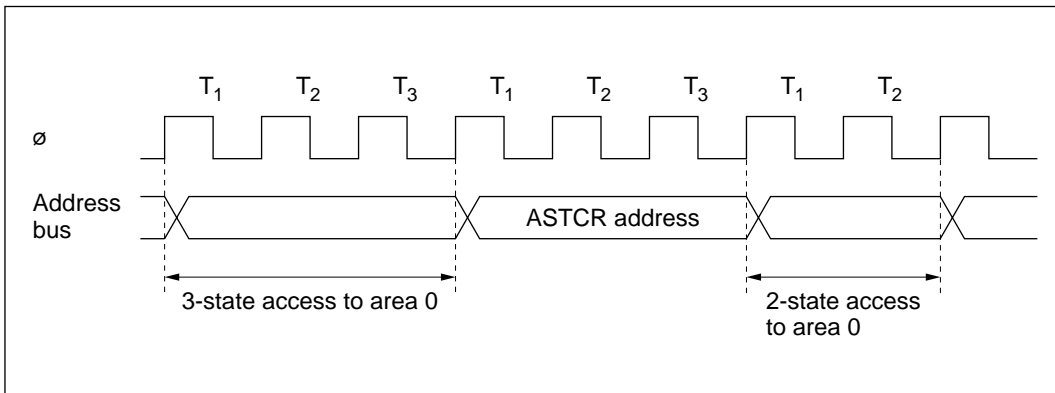 T1 T2 T3 T1 T2 T3 T1 T2
ø
Address
bus
ASTCR address
3-state access to area 0
2-state access
to area 0